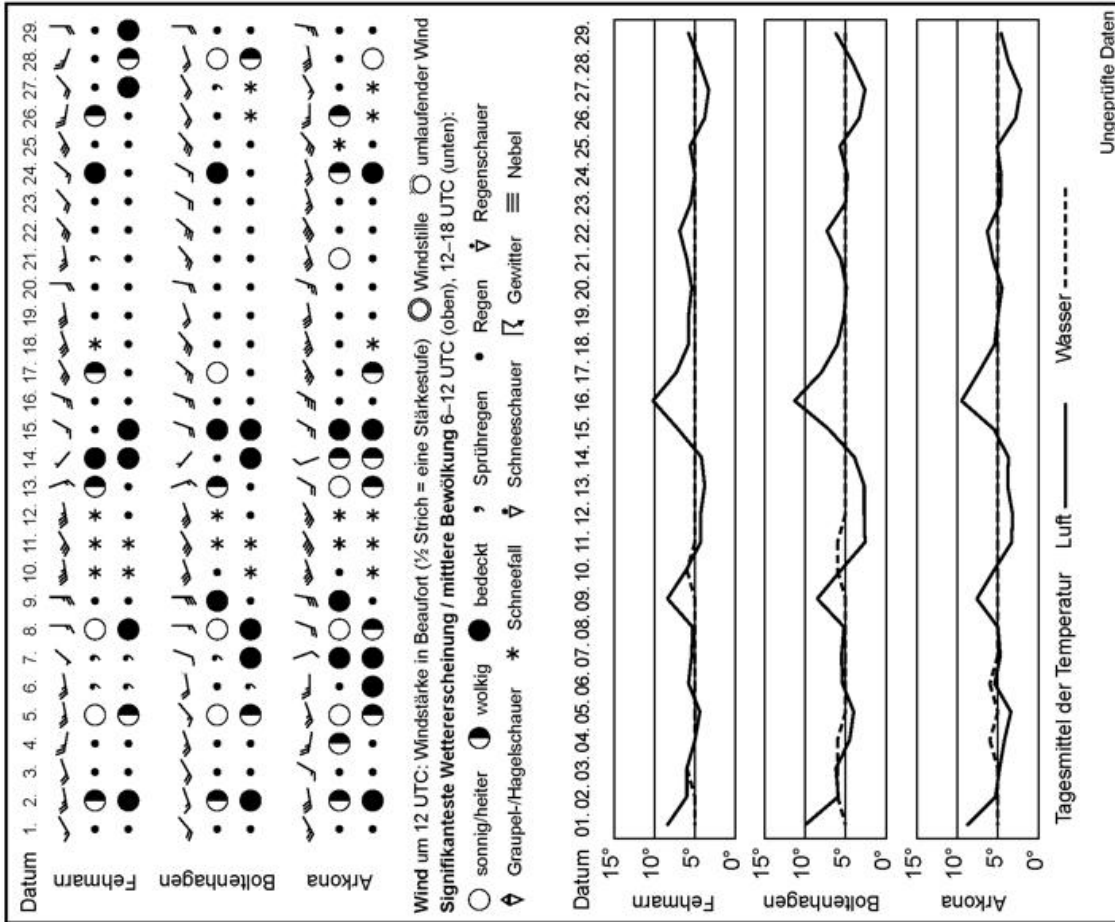 Datum 1. 2. 3. 4. 5. 6. 7. 8. 9. 10. 11. 12. 13. 14. 15. 16. 17. 18. 19. 20. 21. 22. 23. 24. 25. 26. 27. 28. 29.
Fehmarn
Boltenhagen
Arkona
Wind um 12 UTC: Windstärke in Beaufort (½ Strich = eine Stärkestufe) Windstille umlaufender Wind
Signifikanteste Wettererscheinung / mittlere Bewölkung 6–12 UTC (oben), 12–18 UTC (unten):
sonnig/heiter wolkig bedeckt Sprühregen Regen Regenschauer
Graupel-/Hagelschauer Schneefall Schneeschauer Gewitter Nebel
Datum 01. 02. 03. 04. 05. 06. 07. 08. 09. 10. 11. 12. 13. 14. 15. 16. 17. 18. 19. 20. 21. 22. 23. 24. 25. 26. 27. 28. 29.
Fehmarn
15°
10°
5°
0°
Boltenhagen
15°
10°
5°
0°
Arkona
15°
10°
5°
0°
Tagesmittel der Temperatur Luft Wasser
Ungeprüfte Daten